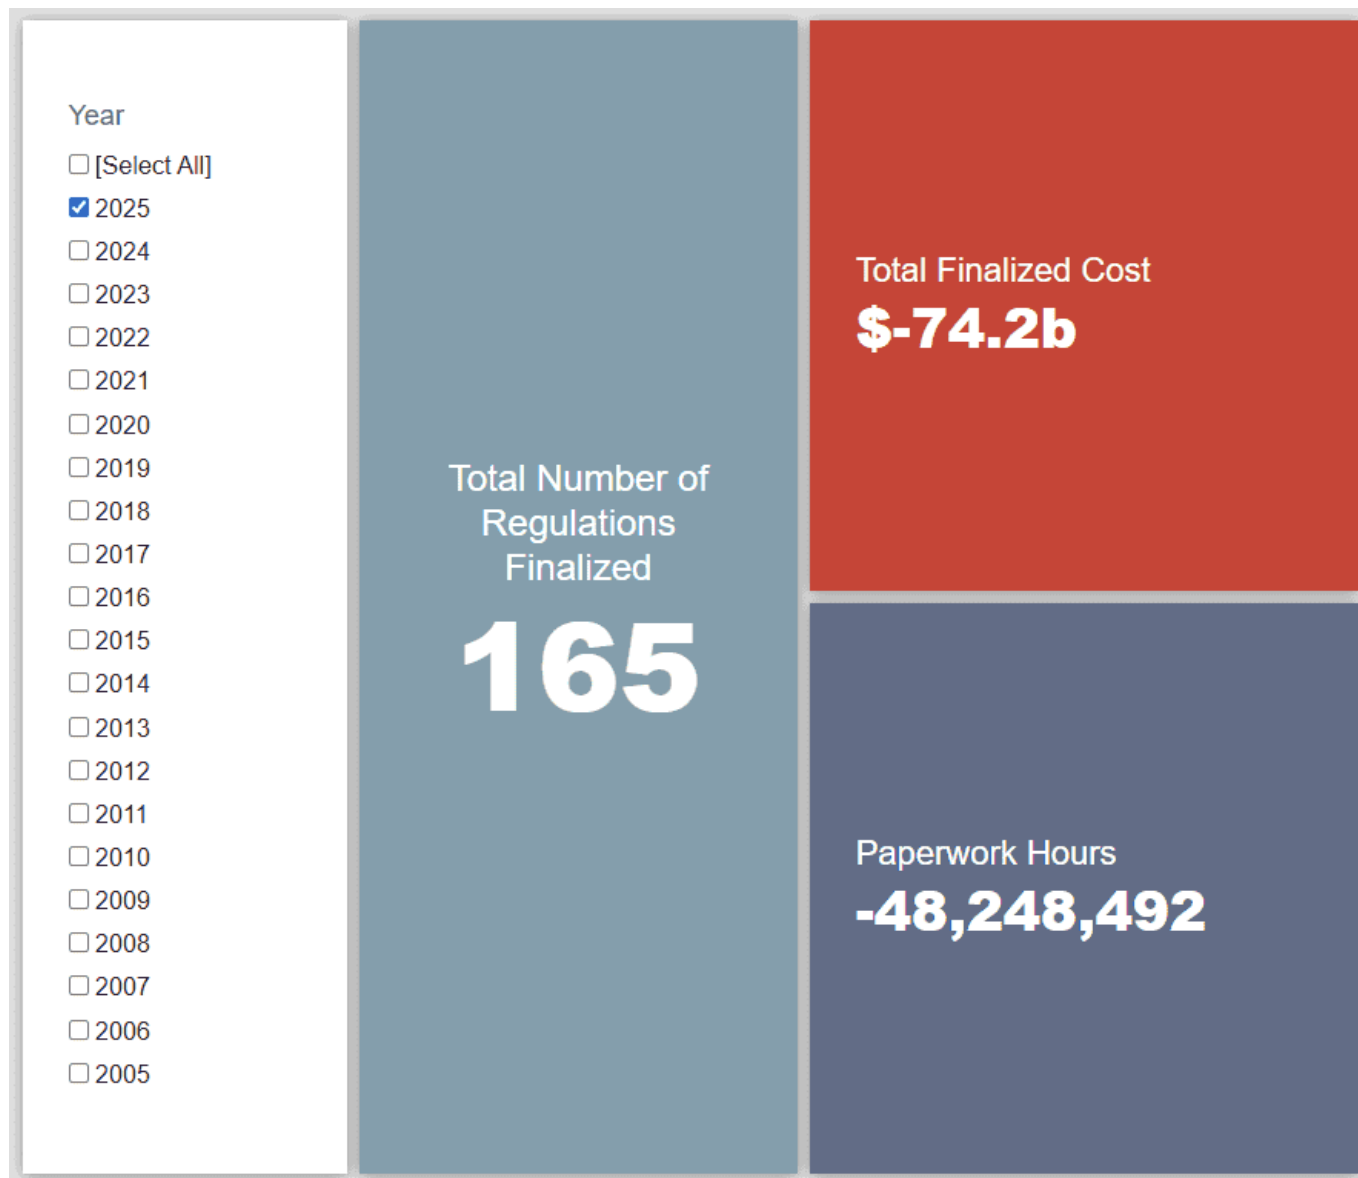 Year
[Select All]
2025
2024
2023
2022
2021
2020
2019
2018
2017
2016
2015
2014
2013
2012
2011
2010
2009
2008
2007
2006
2005
Total Number of
Regulations
Finalized
165
Total Finalized Cost
$-74.2b
Paperwork Hours
-48,248,492